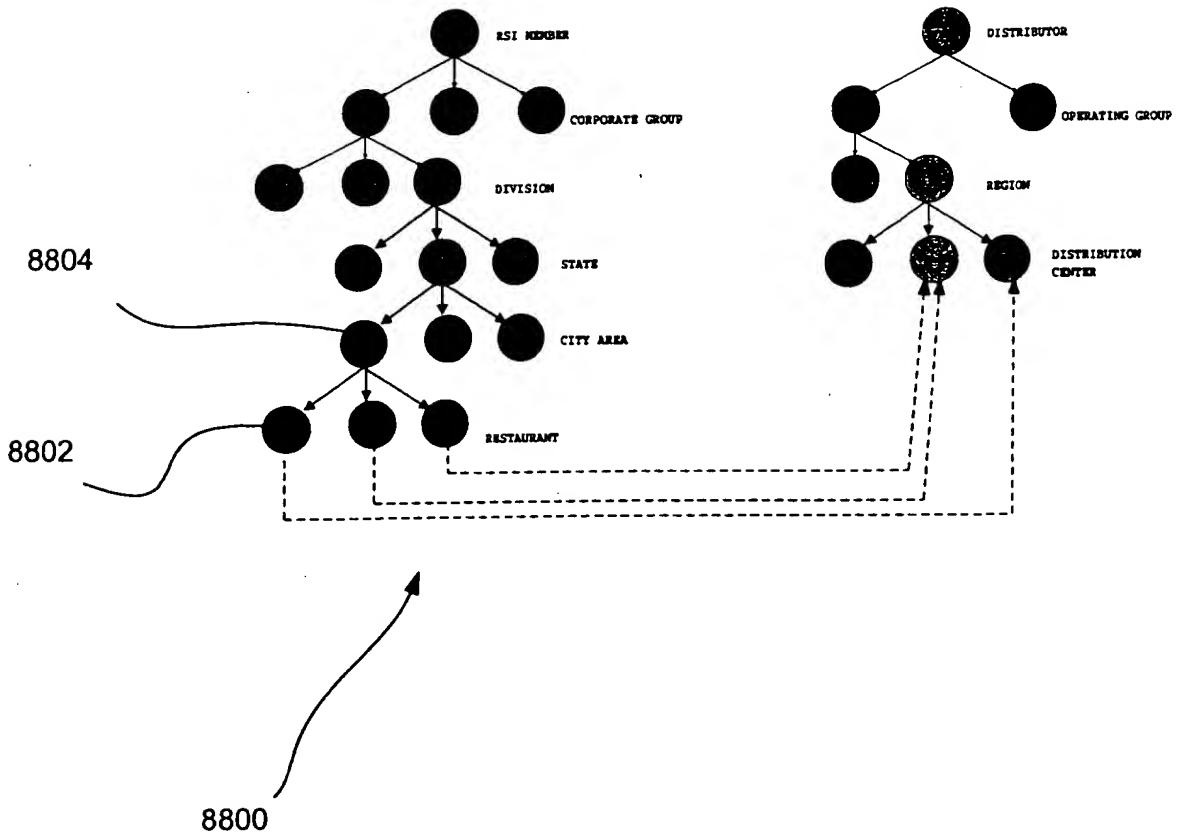 RSI MEMBER
DISTRIBUTOR
CORPORATE GROUP
OPERATING GROUP
DIVISION
REGION
8804
STATE
DISTRIBUTION
CENTER
CITY AREA
8802
RESTAURANT
8800